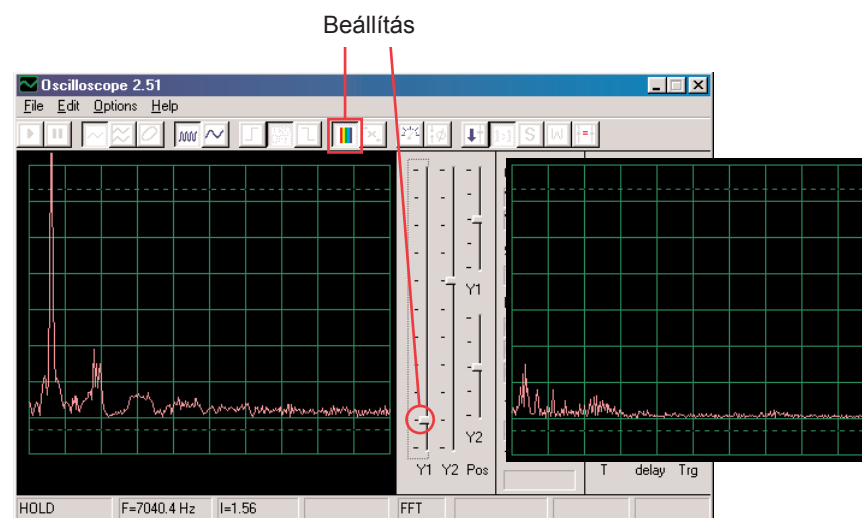 Beállítás
Oscilloscope 2.51
File Edit Options Help
Y1
Y2
Y1 Y2 Pos
T delay Trg
HOLD F=7040.4 Hz I=1.56 FFT